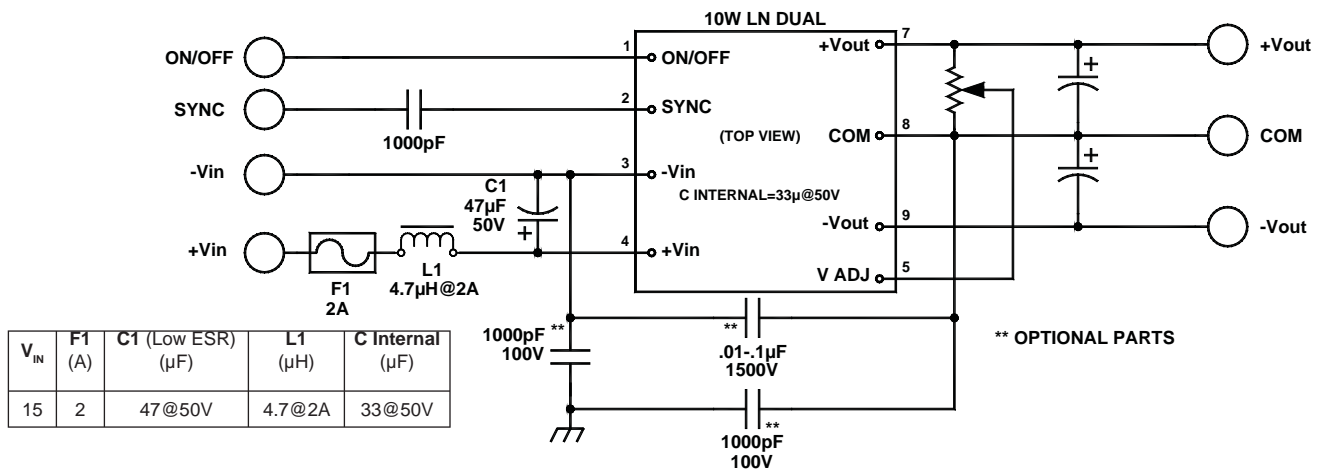 10W LN DUAL
ON/OFF
1
ON/OFF
+Vout
7
+Vout
SYNC
1000pF
2
SYNC
(TOP VIEW)
COM
8
COM
-Vin
3
-Vin
C INTERNAL=33µ@50V
C1
47µF
50V
+
+
+
-Vout
9
-Vout
+Vin
4
+Vin
V ADJ
5
F1
2A
L1
4.7µH@2A
1000pF **
100V
**
.01-.1µF
1500V
** OPTIONAL PARTS
**
1000pF
100V
VIN F1 (A) C1 (Low ESR) (µF) L1 (µH) C Internal (µF)
15 2 47@50V 4.7@2A 33@50V